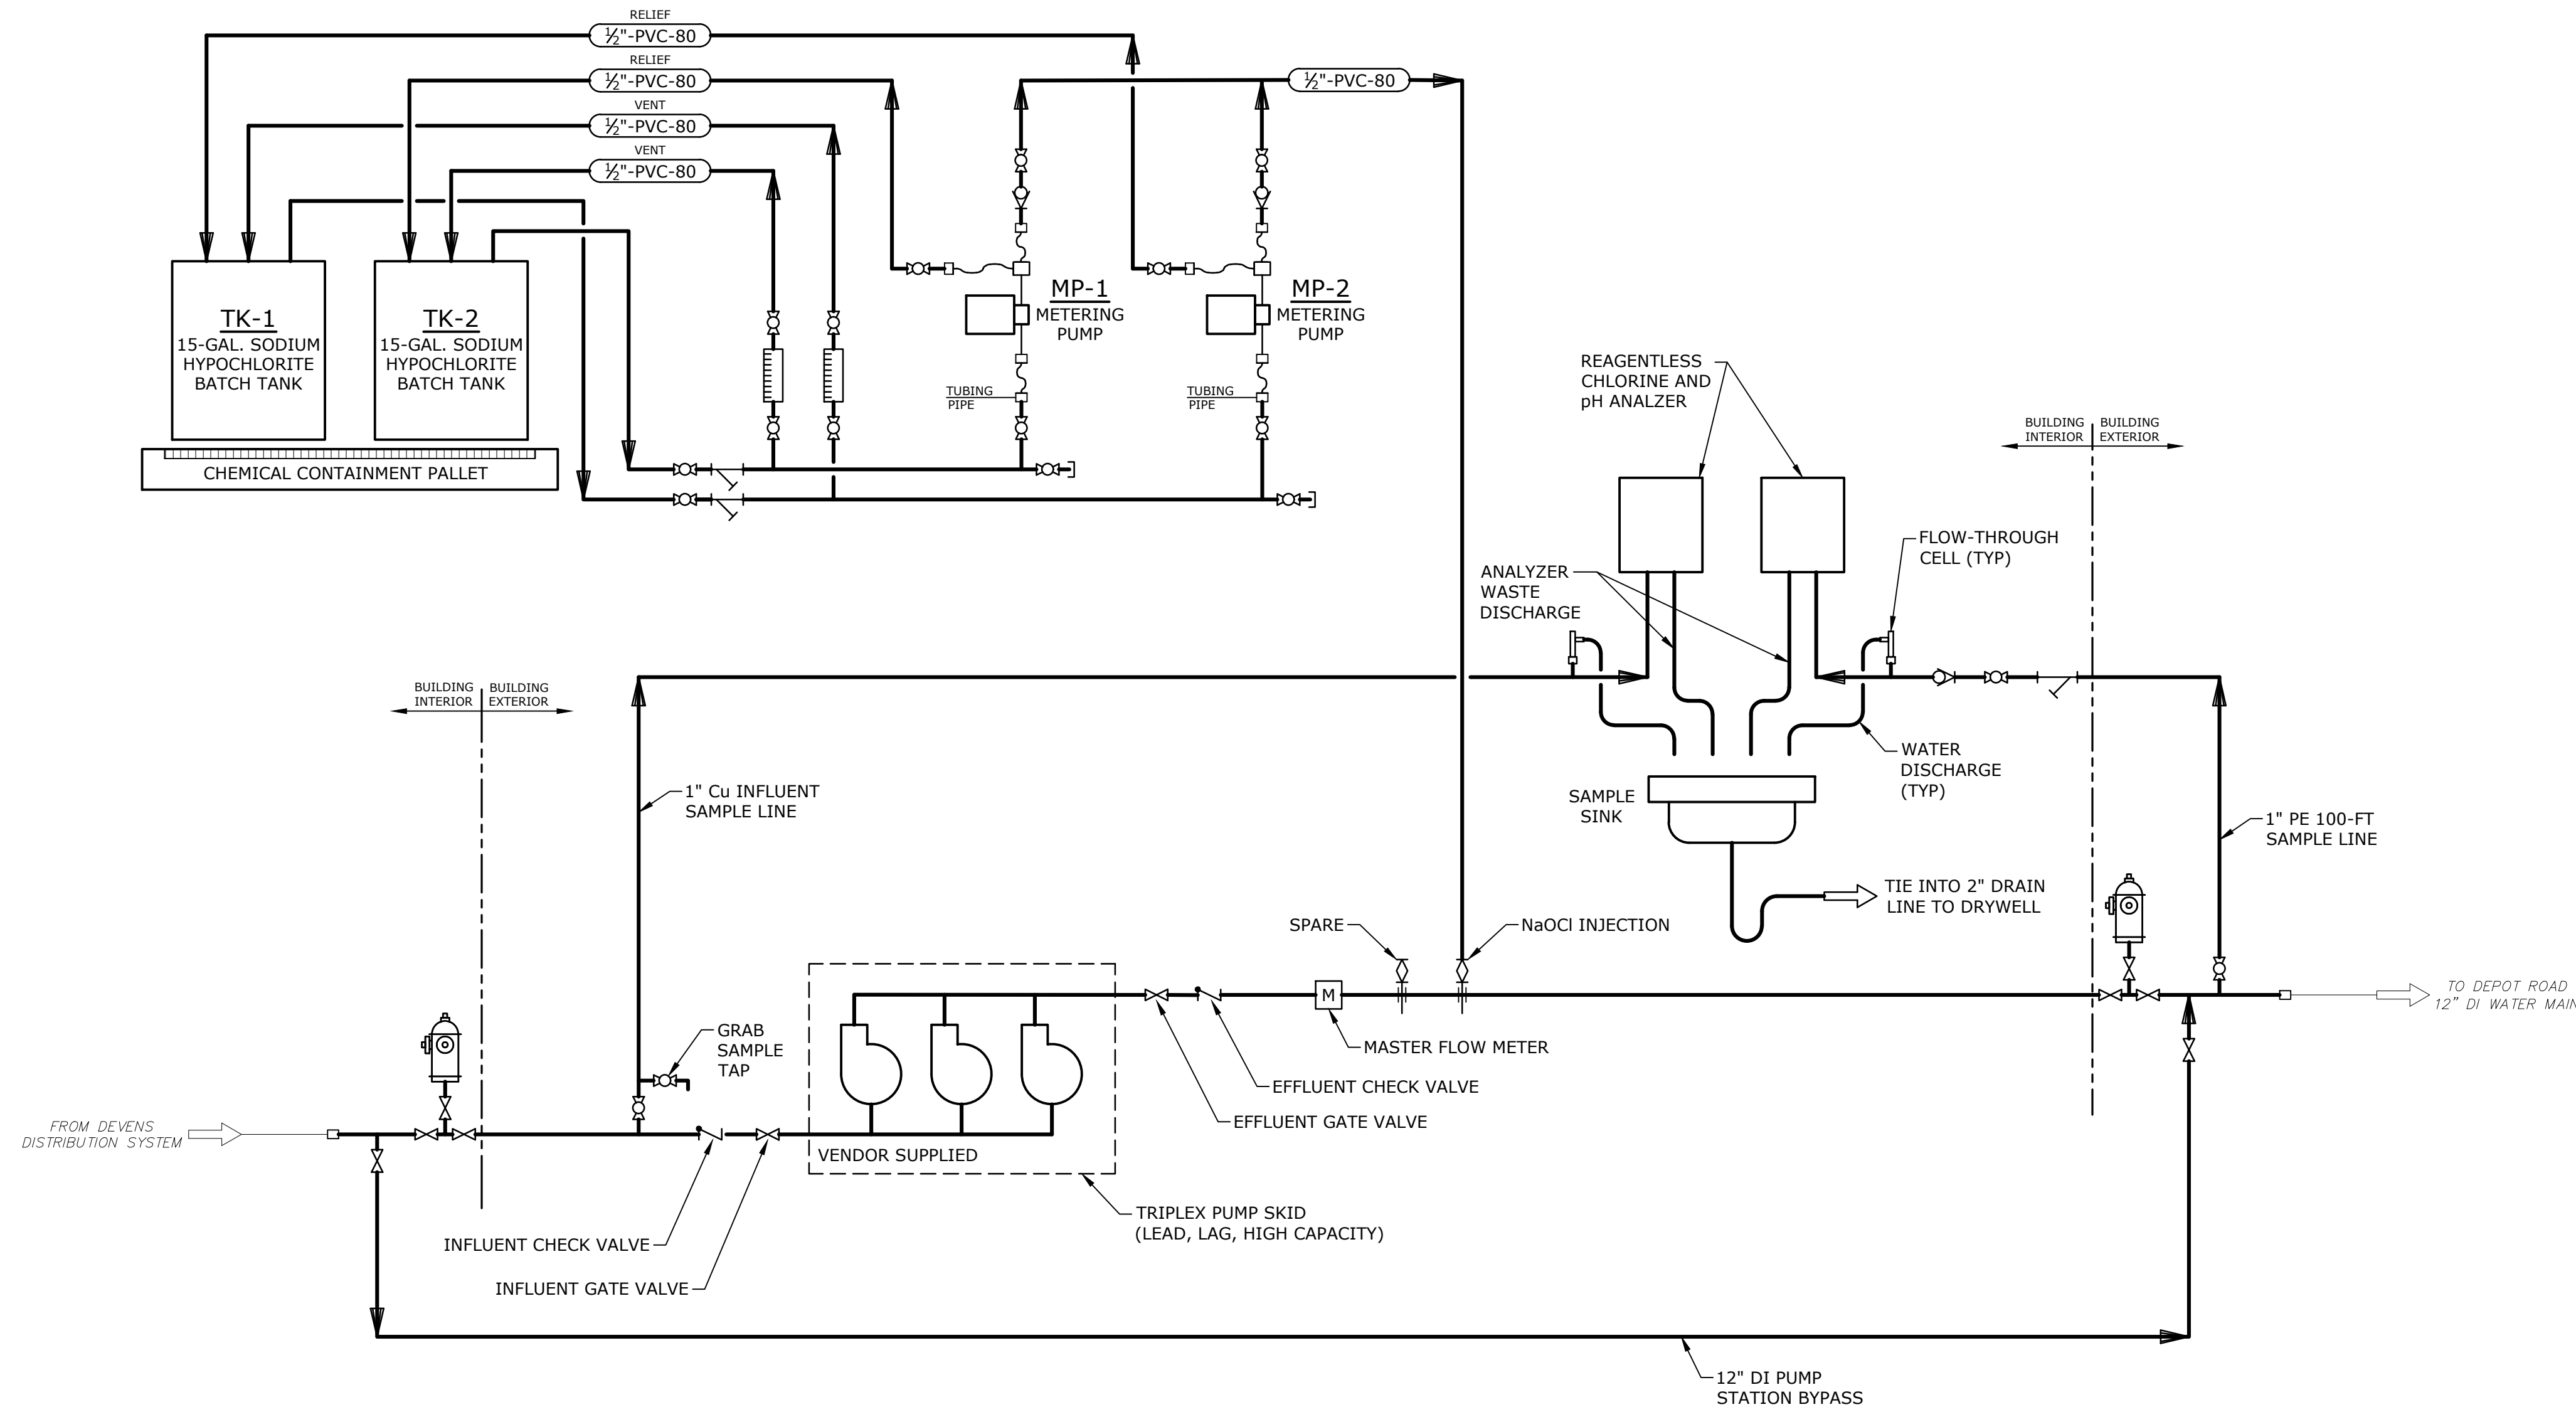 RELIEF
½"-PVC-80
RELIEF
½"-PVC-80
½"-PVC-80
VENT
½"-PVC-80
VENT
½"-PVC-80
TK-1
15-GAL. SODIUM
HYPOCHLORITE
BATCH TANK
TK-2
15-GAL. SODIUM
HYPOCHLORITE
BATCH TANK
CHEMICAL CONTAINMENT PALLET
MP-1
METERING
PUMP
MP-2
METERING
PUMP
TUBING
PIPE
TUBING
PIPE
REAGENTLESS
CHLORINE AND
pH ANALZER
BUILDING
INTERIOR
BUILDING
EXTERIOR
FLOW-THROUGH
CELL (TYP)
ANALYZER
WASTE
DISCHARGE
BUILDING
INTERIOR
BUILDING
EXTERIOR
1" Cu INFLUENT
SAMPLE LINE
WATER
DISCHARGE
(TYP)
SAMPLE
SINK
1" PE 100-FT
SAMPLE LINE
TIE INTO 2" DRAIN
LINE TO DRYWELL
SPARE
NaOCl INJECTION
TO DEPOT ROAD
12" DI WATER MAIN
M
GRAB
SAMPLE
TAP
MASTER FLOW METER
EFFLUENT CHECK VALVE
EFFLUENT GATE VALVE
FROM DEVENS
DISTRIBUTION SYSTEM
VENDOR SUPPLIED
TRIPLEX PUMP SKID
(LEAD, LAG, HIGH CAPACITY)
INFLUENT CHECK VALVE
INFLUENT GATE VALVE
12" DI PUMP
STATION BYPASS